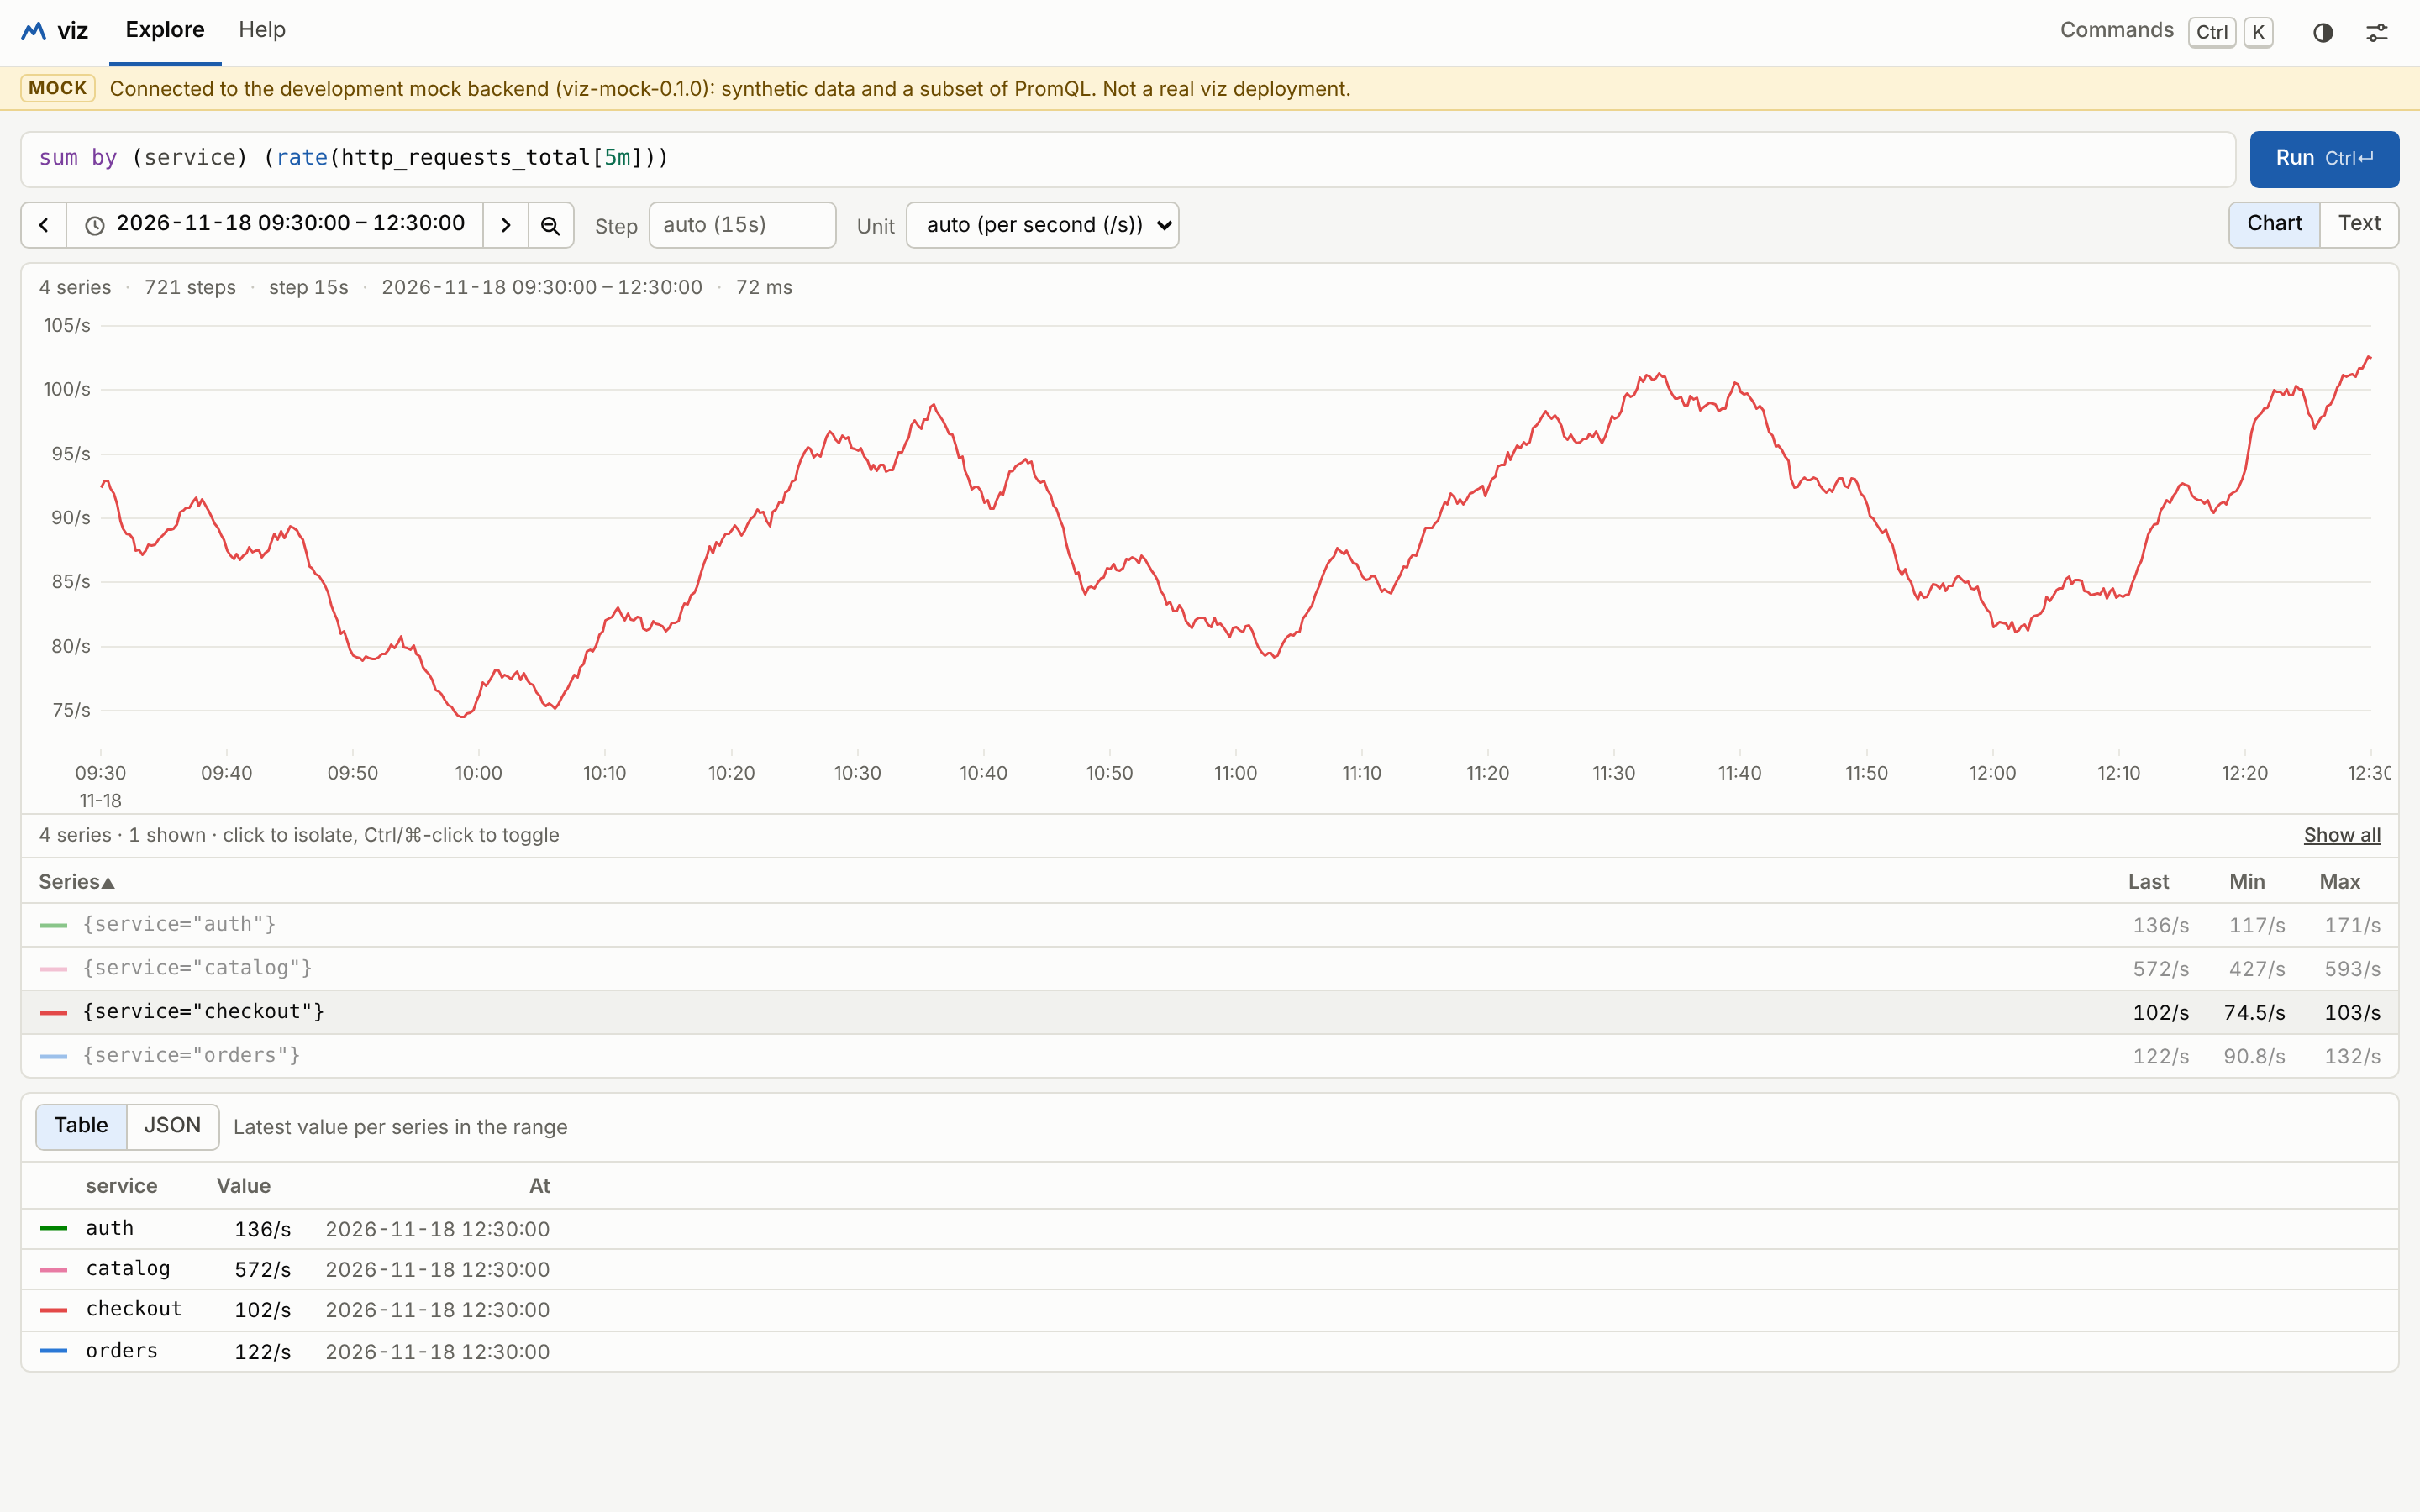 viz Explore Help Commands Ctrl K
MOCK Connected to the development mock backend (viz-mock-0.1.0): synthetic data and a subset of PromQL. Not a real viz deployment.
sum by (service) (rate(http_requests_total[5m])) Run Ctrl↵
2026-11-18 09:30:00 – 12:30:00 Step auto (15s) Unit auto (per second (/s)) Chart Text
4 series · 721 steps · step 15s · 2026-11-18 09:30:00 – 12:30:00 · 72 ms
105/s
100/s
95/s
90/s
85/s
80/s
75/s
09:30 09:40 09:50 10:00 10:10 10:20 10:30 10:40 10:50 11:00 11:10 11:20 11:30 11:40 11:50 12:00 12:10 12:20 12:30
11-18
4 series · 1 shown · click to isolate, Ctrl/⌘-click to toggle Show all
Series▲ Last Min Max
{service="auth"} 136/s 117/s 171/s
{service="catalog"} 572/s 427/s 593/s
{service="checkout"} 102/s 74.5/s 103/s
{service="orders"} 122/s 90.8/s 132/s
Table JSON Latest value per series in the range
service Value At
auth 136/s 2026-11-18 12:30:00
catalog 572/s 2026-11-18 12:30:00
checkout 102/s 2026-11-18 12:30:00
orders 122/s 2026-11-18 12:30:00